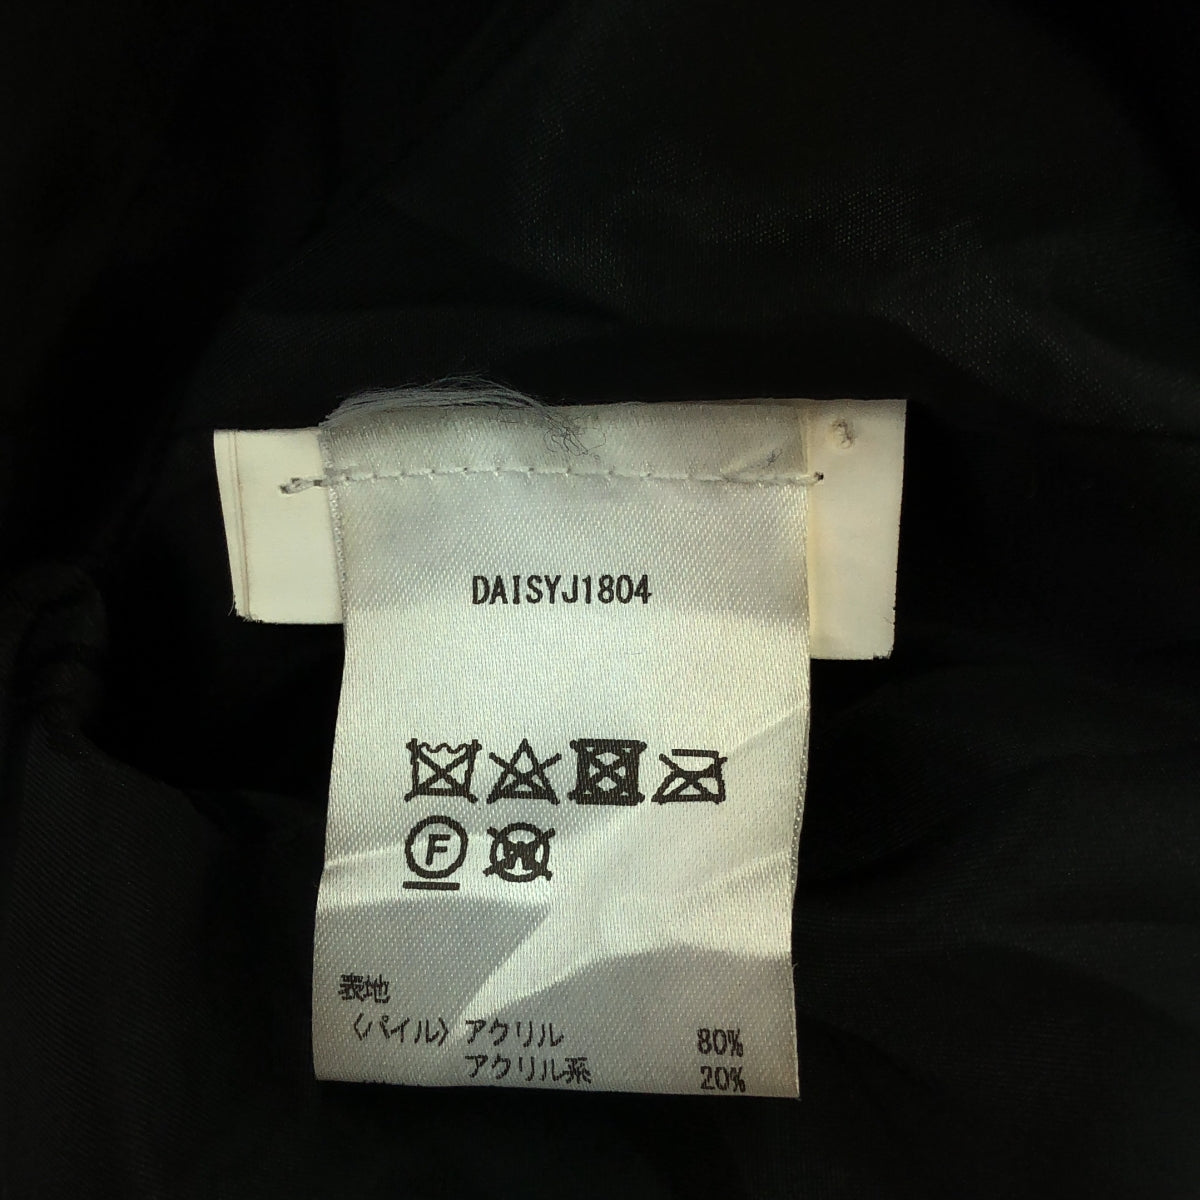 DAISYJ1804
F
W
表地
〈パイル〉 アクリル 80%
アクリル系 20%